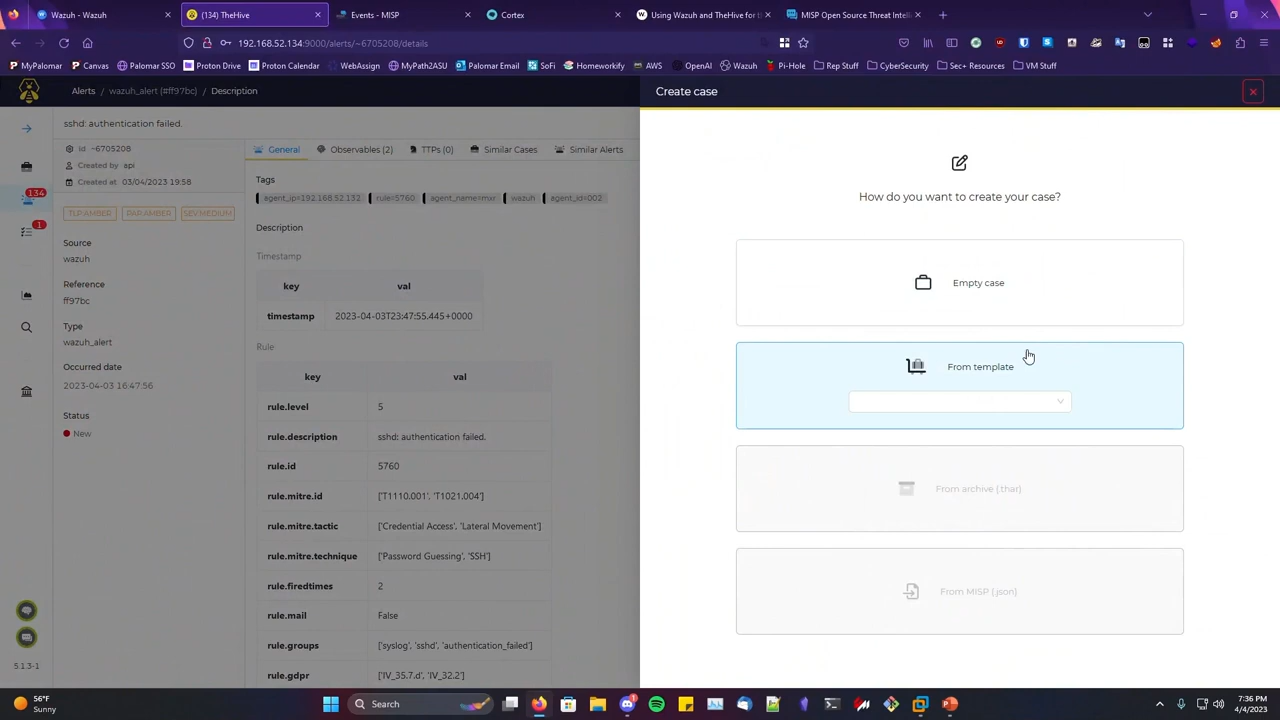 Wazuh - Wazuh
(134) TheHive
Events - MISP
Cortex
Using Wazuh and TheHive for t
MISP Open Source Threat Intell
192.168.52.134:9000/alerts/~6705208/details
MyPalomar
Canvas
Palomar SSO
Proton Drive
Proton Calendar
WebAssign
MyPath2ASU
Palomar Email
SoFi
Homeworkify
AWS
OpenAI
Wazuh
Pi-Hole
Rep Stuff
CyberSecurity
Sec+ Resources
VM Stuff
Alerts / wazuh_alert (#ff97bc) / Description
Create case
sshd: authentication failed.
id ~6705208
Created by api
Created at 03/04/2023 19:58
TLP:AMBER
PAP:AMBER
SEV:MEDIUM
Source
wazuh
Reference
ff97bc
Type
wazuh_alert
Occurred date
2023-04-03 16:47:56
Status
New
134
1
5.1.3-1
General
Observables (2)
TTPs (0)
Similar Cases
Similar Alerts
Tags
agent_ip=192.168.52.132
rule=5760
agent_name=mxr
wazuh
agent_id=002
Description
Timestamp
key val
timestamp 2023-04-03T23:47:55.445+0000
Rule
key val
rule.level 5
rule.description sshd: authentication failed.
rule.id 5760
rule.mitre.id ['T1110.001', 'T1021.004']
rule.mitre.tactic ['Credential Access', 'Lateral Movement']
rule.mitre.technique ['Password Guessing', 'SSH']
rule.firedtimes 2
rule.mail False
rule.groups ['syslog', 'sshd', 'authentication_failed']
rule.gdpr ['IV_35.7.d', 'IV_32.2']
How do you want to create your case?
Empty case
From template
From archive (.thar)
From MISP (.json)
56°F
Sunny
Search
1
7:36 PM
4/4/2023